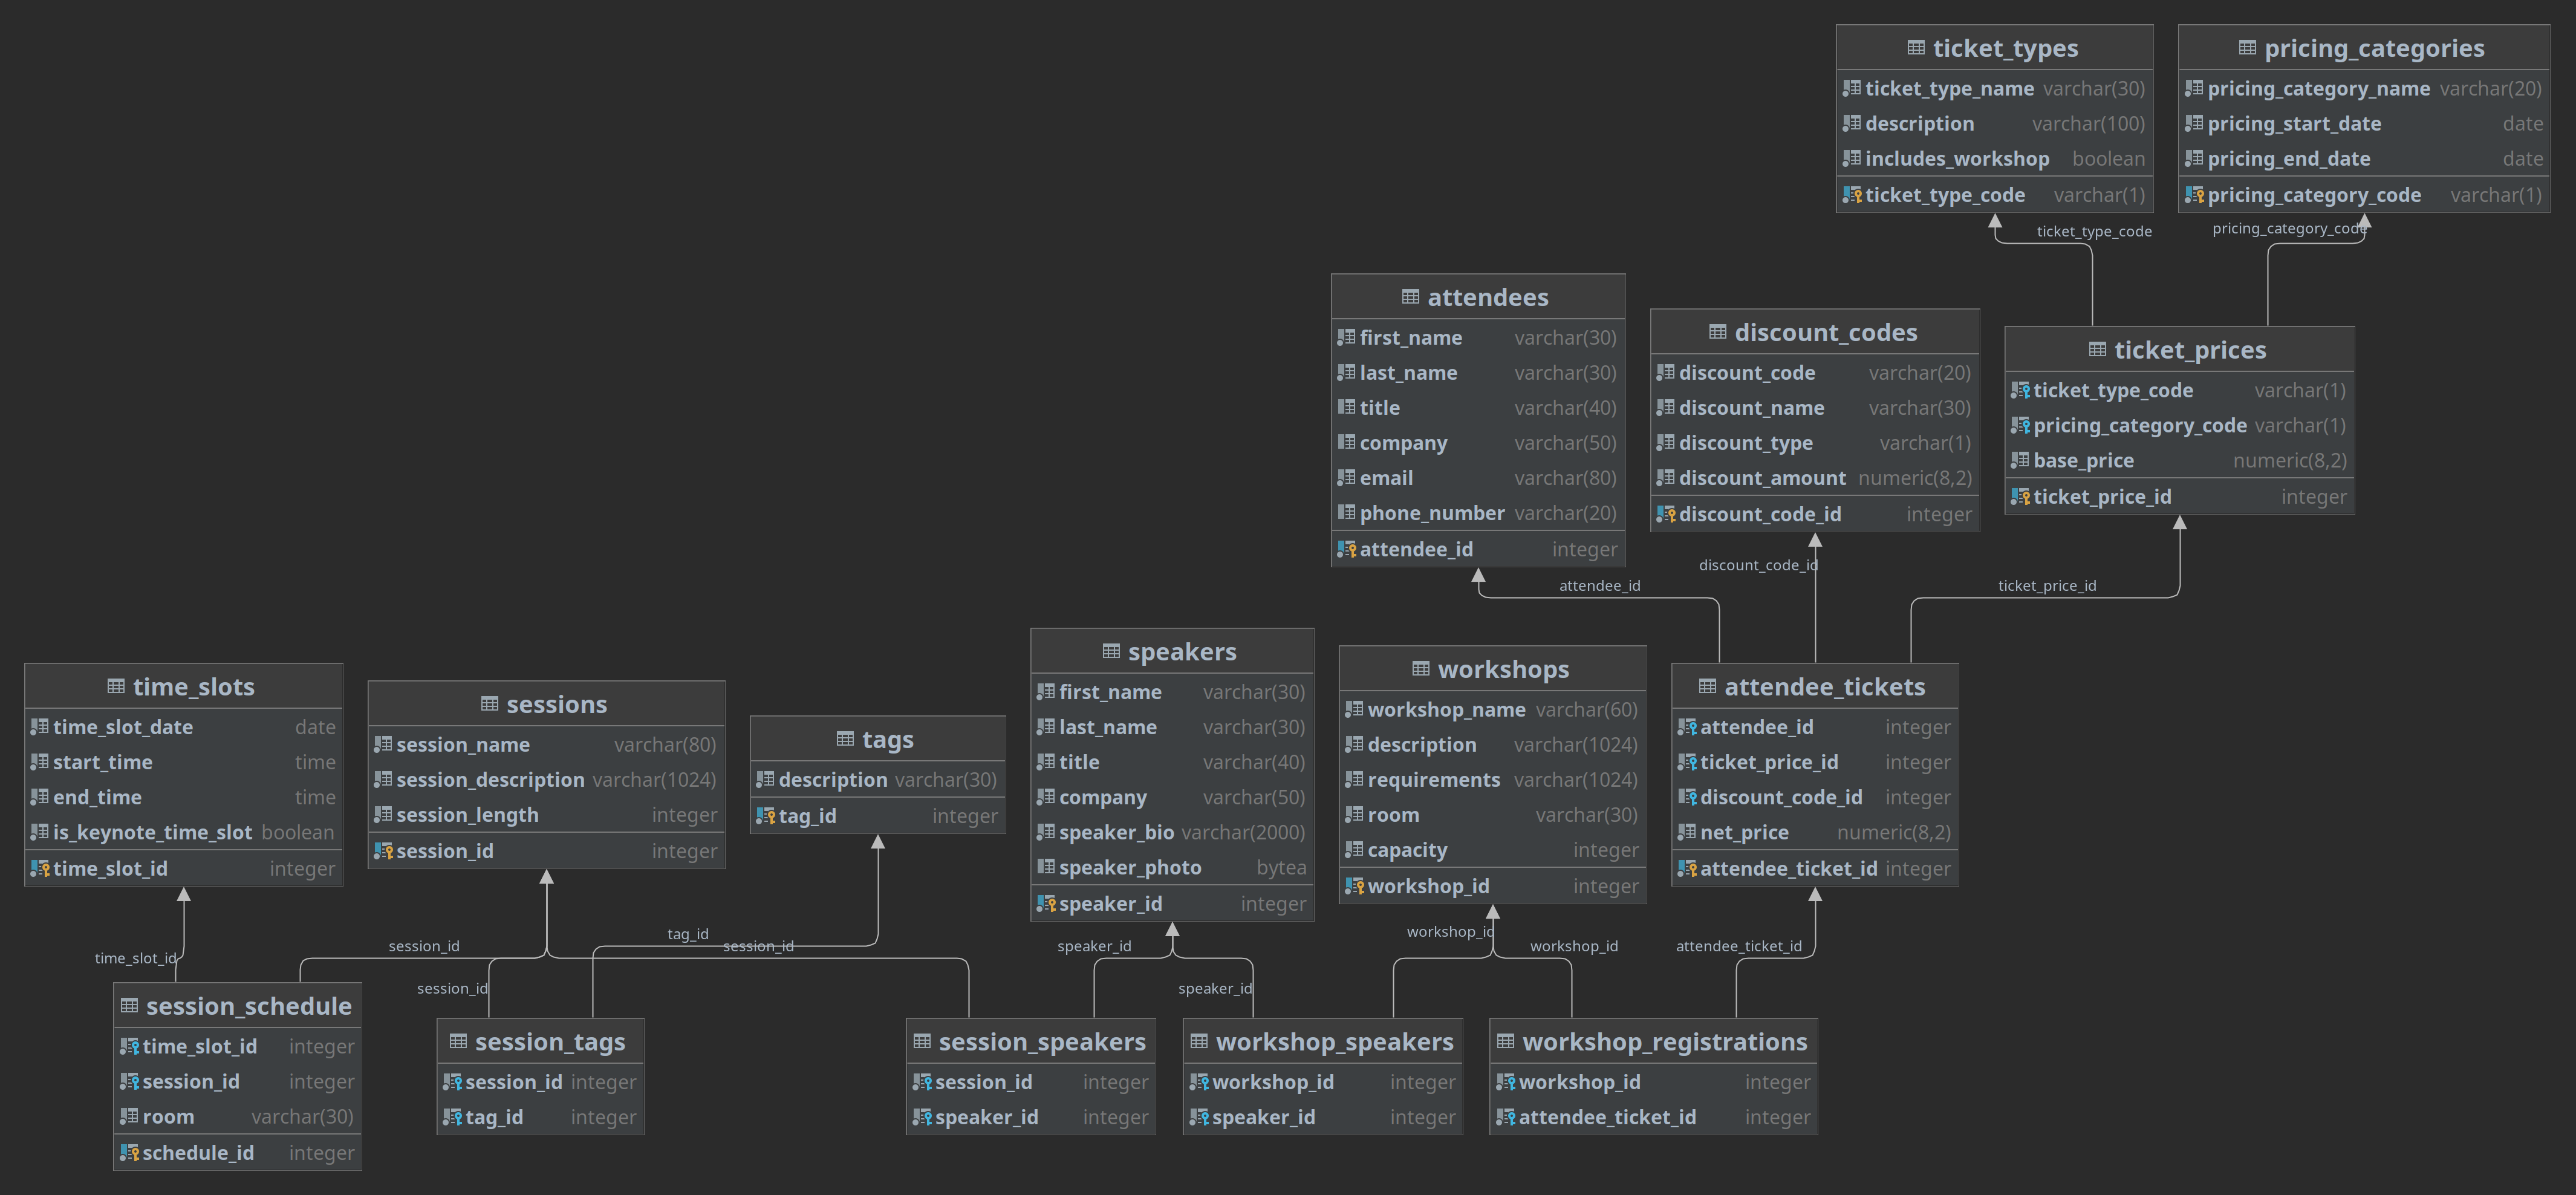 ticket_types
ticket_type_name varchar(30)
description varchar(100)
includes_workshop boolean
ticket_type_code varchar(1)
pricing_categories
pricing_category_name varchar(20)
pricing_start_date date
pricing_end_date date
pricing_category_code varchar(1)
ticket_type_code
pricing_category_code
attendees
first_name varchar(30)
last_name varchar(30)
title varchar(40)
company varchar(50)
email varchar(80)
phone_number varchar(20)
attendee_id integer
discount_codes
discount_code varchar(20)
discount_name varchar(30)
discount_type varchar(1)
discount_amount numeric(8,2)
discount_code_id integer
ticket_prices
ticket_type_code varchar(1)
pricing_category_code varchar(1)
base_price numeric(8,2)
ticket_price_id integer
attendee_id
discount_code_id
ticket_price_id
time_slots
time_slot_date date
start_time time
end_time time
is_keynote_time_slot boolean
time_slot_id integer
sessions
session_name varchar(80)
session_description varchar(1024)
session_length integer
session_id integer
tags
description varchar(30)
tag_id integer
speakers
first_name varchar(30)
last_name varchar(30)
title varchar(40)
company varchar(50)
speaker_bio varchar(2000)
speaker_photo bytea
speaker_id integer
workshops
workshop_name varchar(60)
description varchar(1024)
requirements varchar(1024)
room varchar(30)
capacity integer
workshop_id integer
attendee_tickets
attendee_id integer
ticket_price_id integer
discount_code_id integer
net_price numeric(8,2)
attendee_ticket_id integer
time_slot_id
session_id
session_id
tag_id
session_id
speaker_id
speaker_id
workshop_id
workshop_id
attendee_ticket_id
session_schedule
time_slot_id integer
session_id integer
room varchar(30)
schedule_id integer
session_tags
session_id integer
tag_id integer
session_speakers
session_id integer
speaker_id integer
workshop_speakers
workshop_id integer
speaker_id integer
workshop_registrations
workshop_id integer
attendee_ticket_id integer